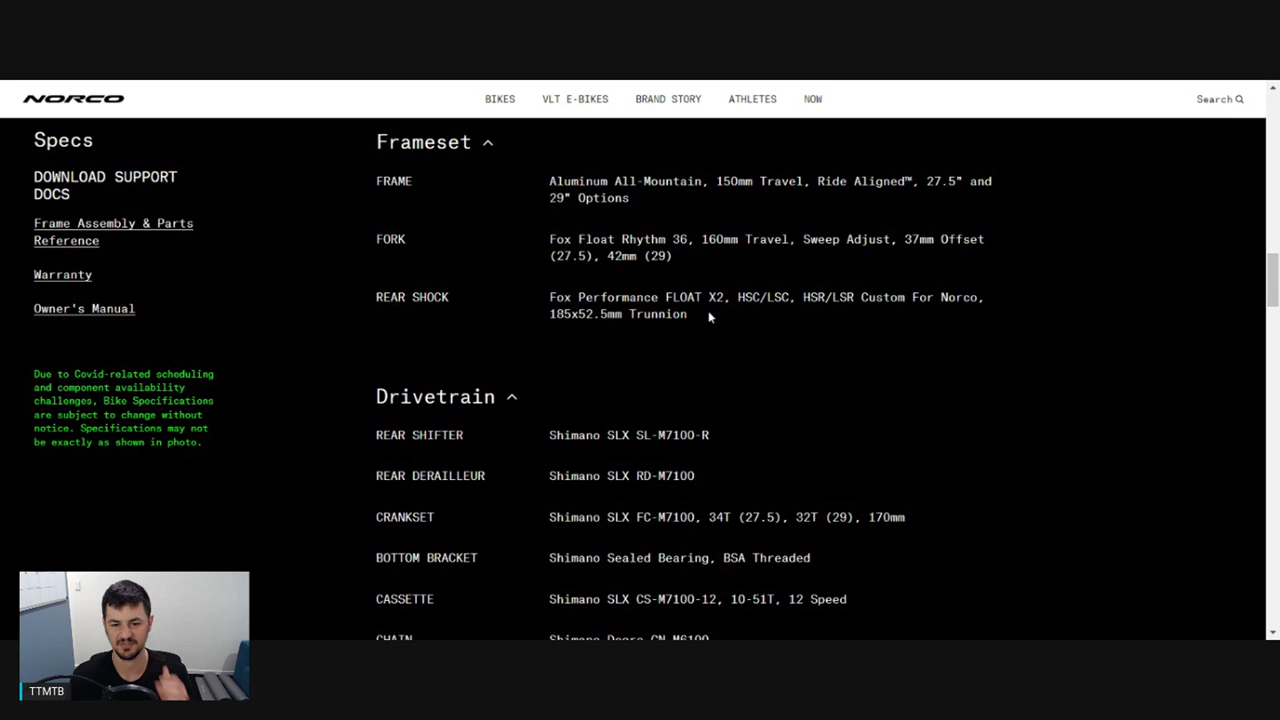 NORCO
BIKES VLT E-BIKES BRAND STORY ATHLETES NOW Search
Specs
DOWNLOAD SUPPORT
DOCS
Frame Assembly & Parts
Reference
Warranty
Owner's Manual
Due to Covid-related scheduling
and component availability
challenges, Bike Specifications
are subject to change without
notice. Specifications may not
be exactly as shown in photo.
Frameset
FRAME Aluminum All-Mountain, 150mm Travel, Ride Aligned™, 27.5" and
29" Options
FORK Fox Float Rhythm 36, 160mm Travel, Sweep Adjust, 37mm Offset
(27.5), 42mm (29)
REAR SHOCK Fox Performance FLOAT X2, HSC/LSC, HSR/LSR Custom For Norco,
185x52.5mm Trunnion
Drivetrain
REAR SHIFTER Shimano SLX SL-M7100-R
REAR DERAILLEUR Shimano SLX RD-M7100
CRANKSET Shimano SLX FC-M7100, 34T (27.5), 32T (29), 170mm
BOTTOM BRACKET Shimano Sealed Bearing, BSA Threaded
CASSETTE Shimano SLX CS-M7100-12, 10-51T, 12 Speed
CHAIN Shimano Deore CN-M6100
TTMTB